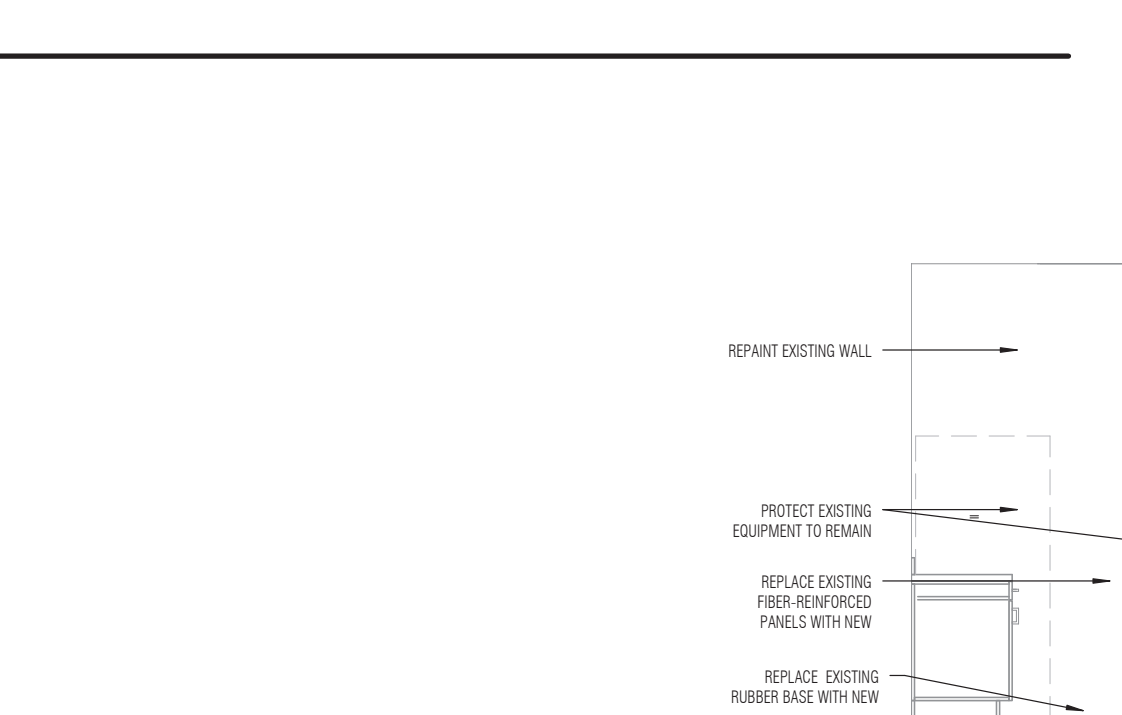 REPAINT EXISTING WALL
PROTECT EXISTING
EQUIPMENT TO REMAIN
REPLACE EXISTING
FIBER-REINFORCED
PANELS WITH NEW
REPLACE  EXISTING
RUBBER BASE WITH NEW